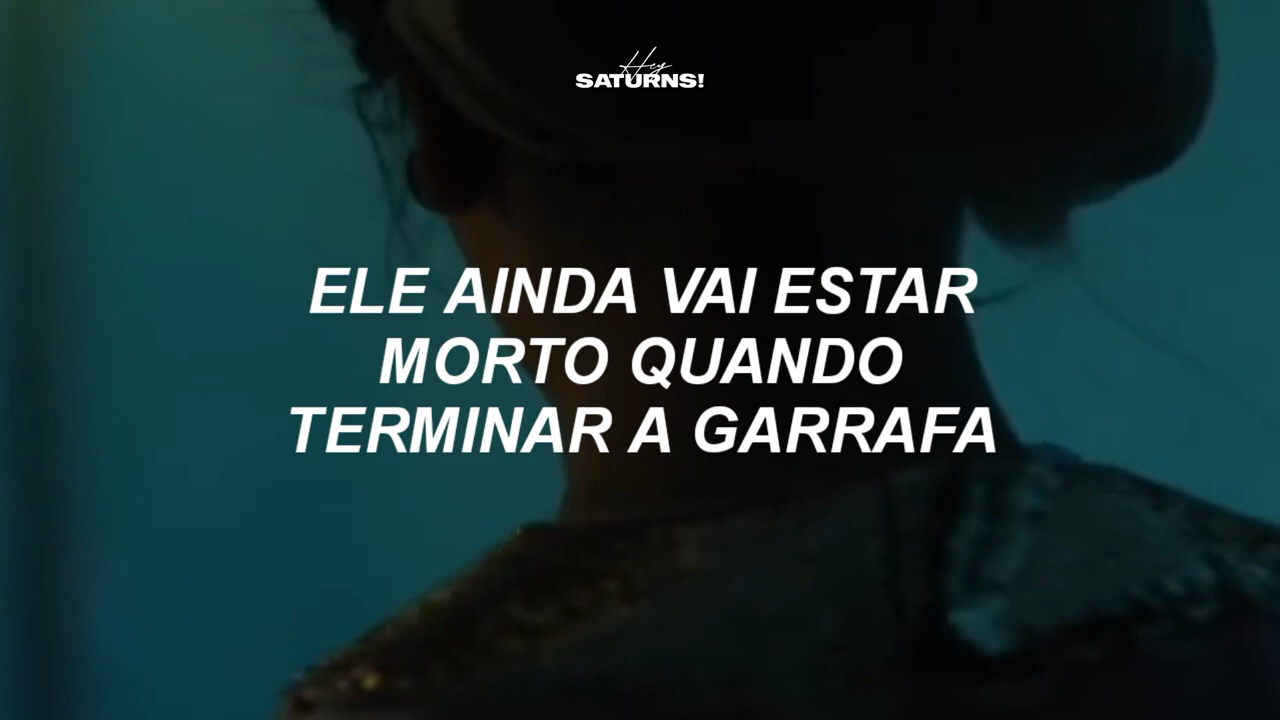 Hey
SATURNS!
ELE AINDA VAI ESTAR
MORTO QUANDO
TERMINAR A GARRAFA